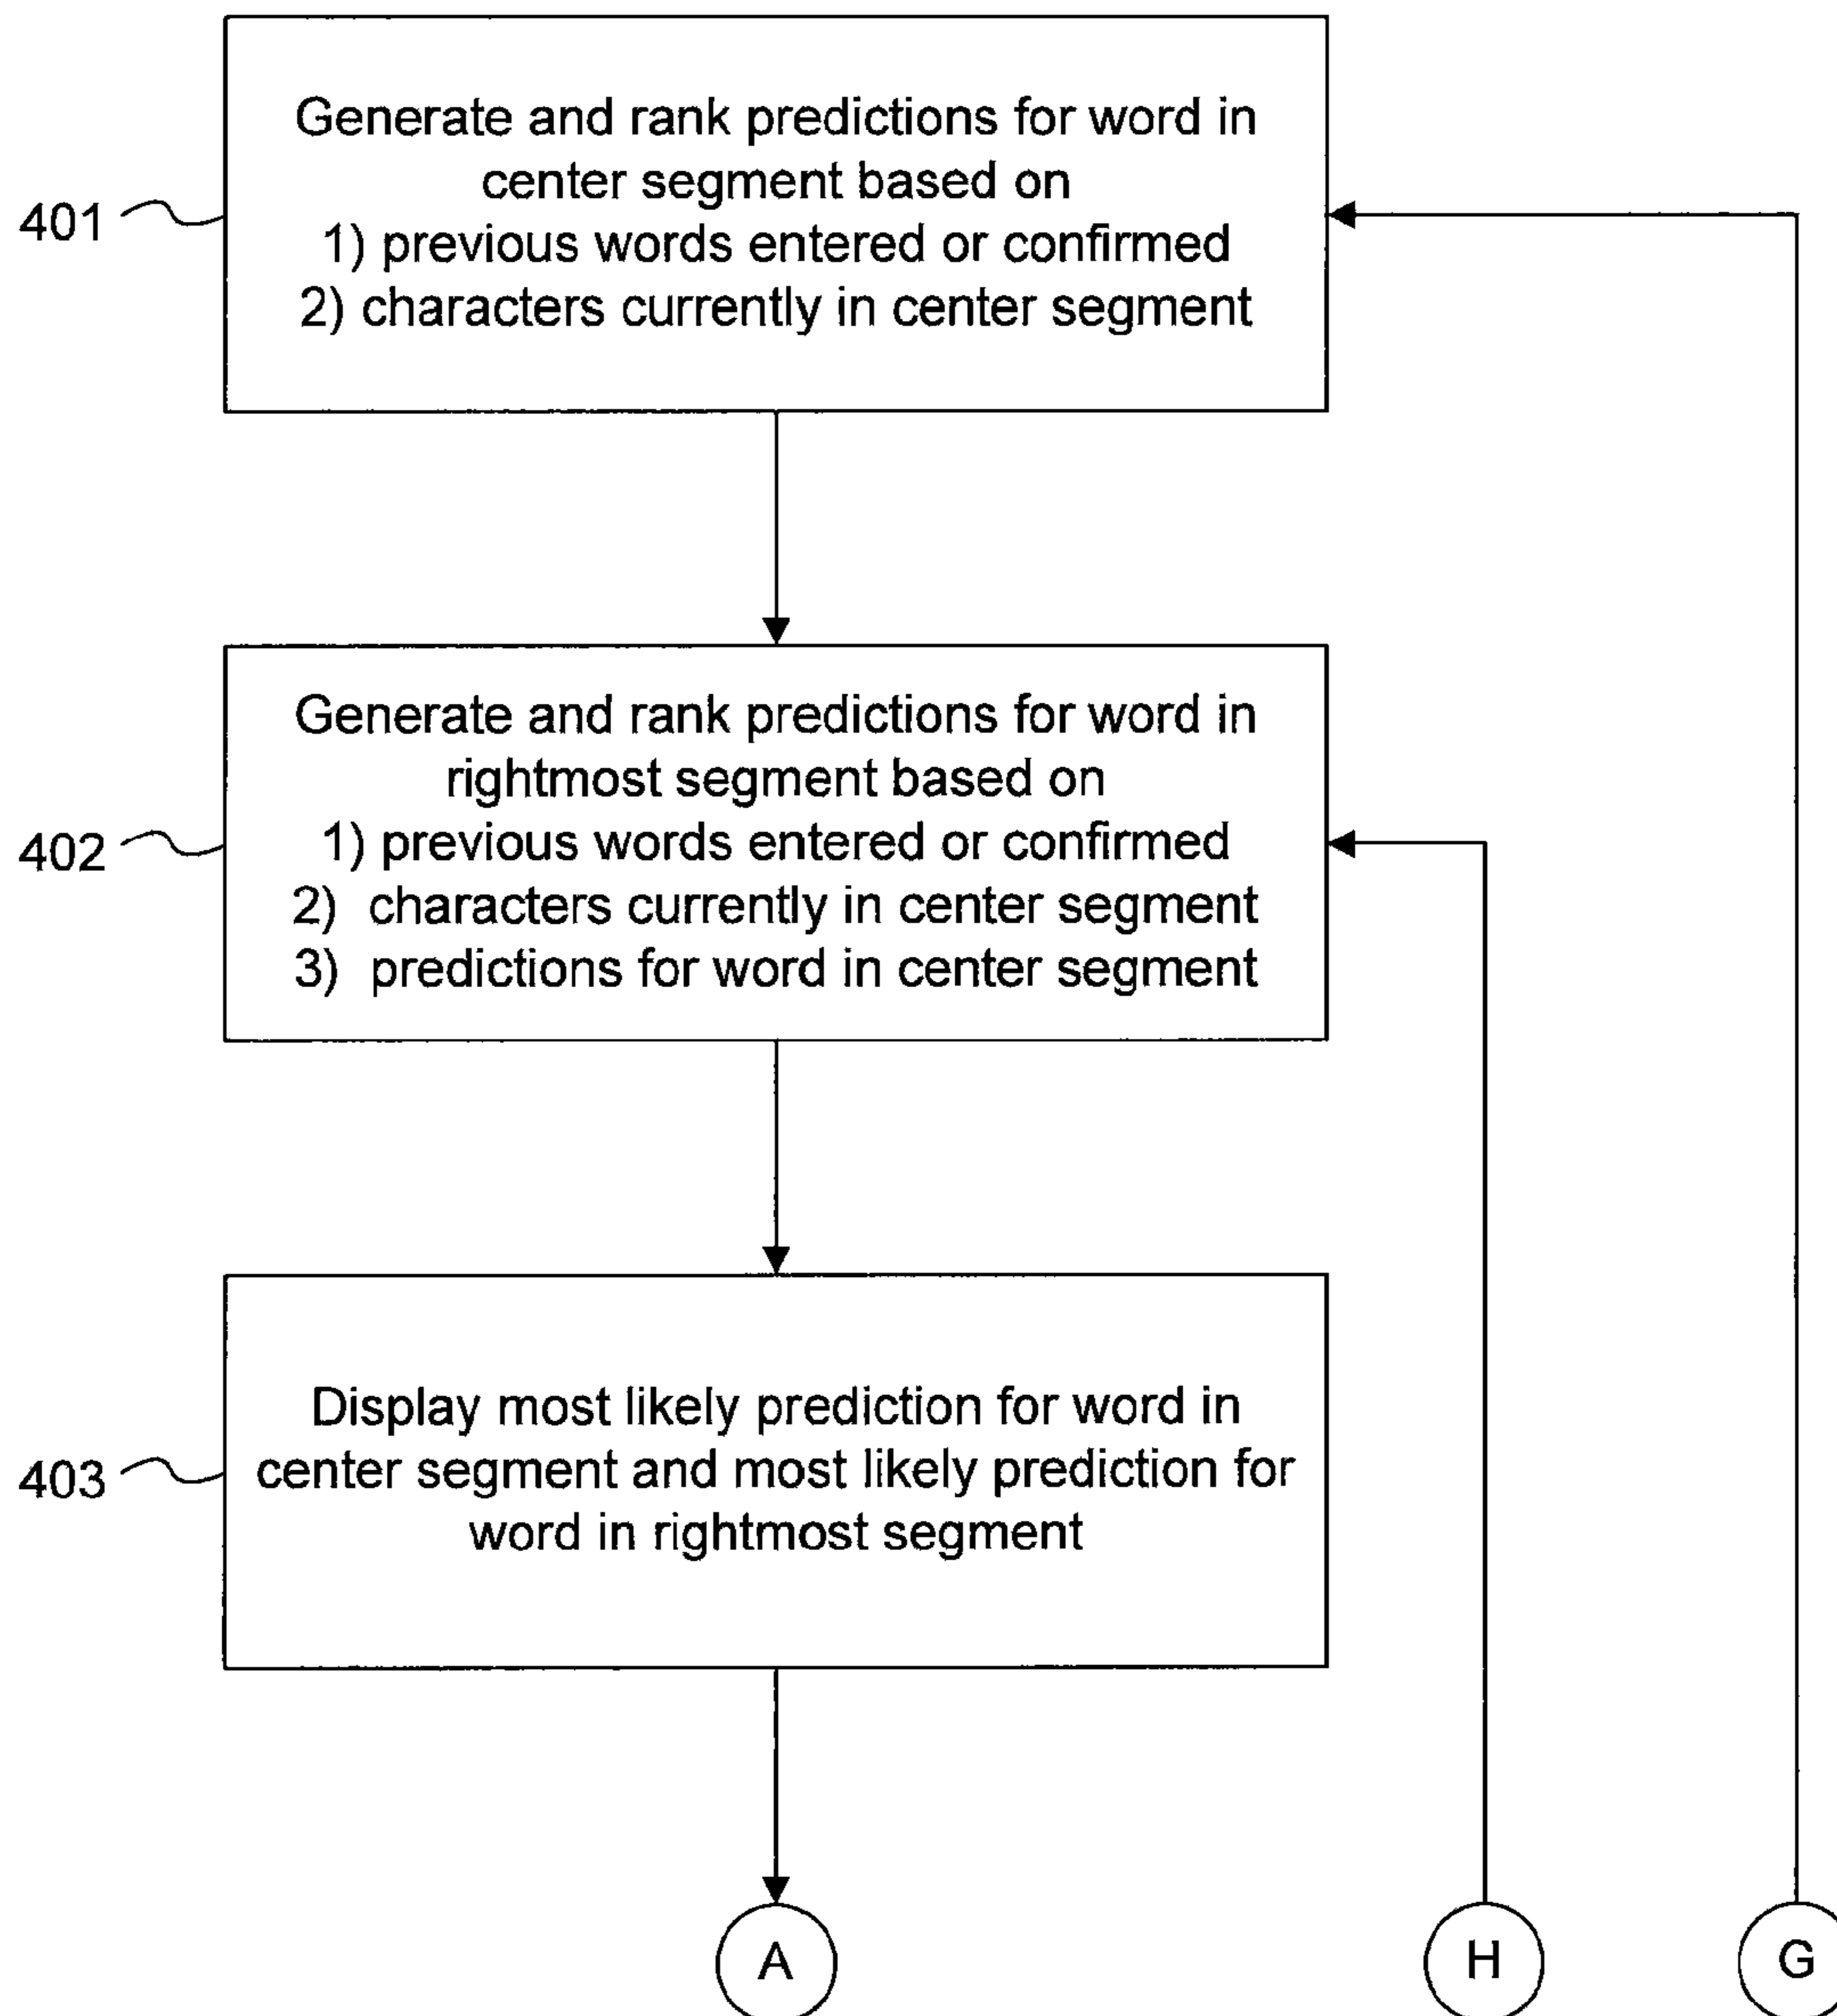 Generate and rank predictions for word in
center segment based on
1) previous words entered or confirmed
2) characters currently in center segment
401
Generate and rank predictions for word in
rightmost segment based on
1) previous words entered or confirmed
2) characters currently in center segment
3) predictions for word in center segment
402
Display most likely prediction for word in
center segment and most likely prediction for
word in rightmost segment
403
A
H
G